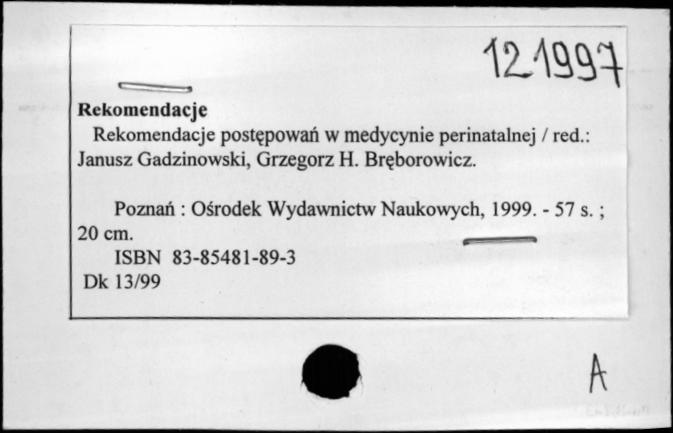 12.1997
Rekomendacje
Rekomendacje postępowań w medycynie perinatalnej / red.:
Janusz Gadzinowski, Grzegorz H. Bręborowicz.
Poznań : Ośrodek Wydawnictw Naukowych, 1999. - 57 s. ;
20 cm.
ISBN 83-85481-89-3
Dk 13/99
A